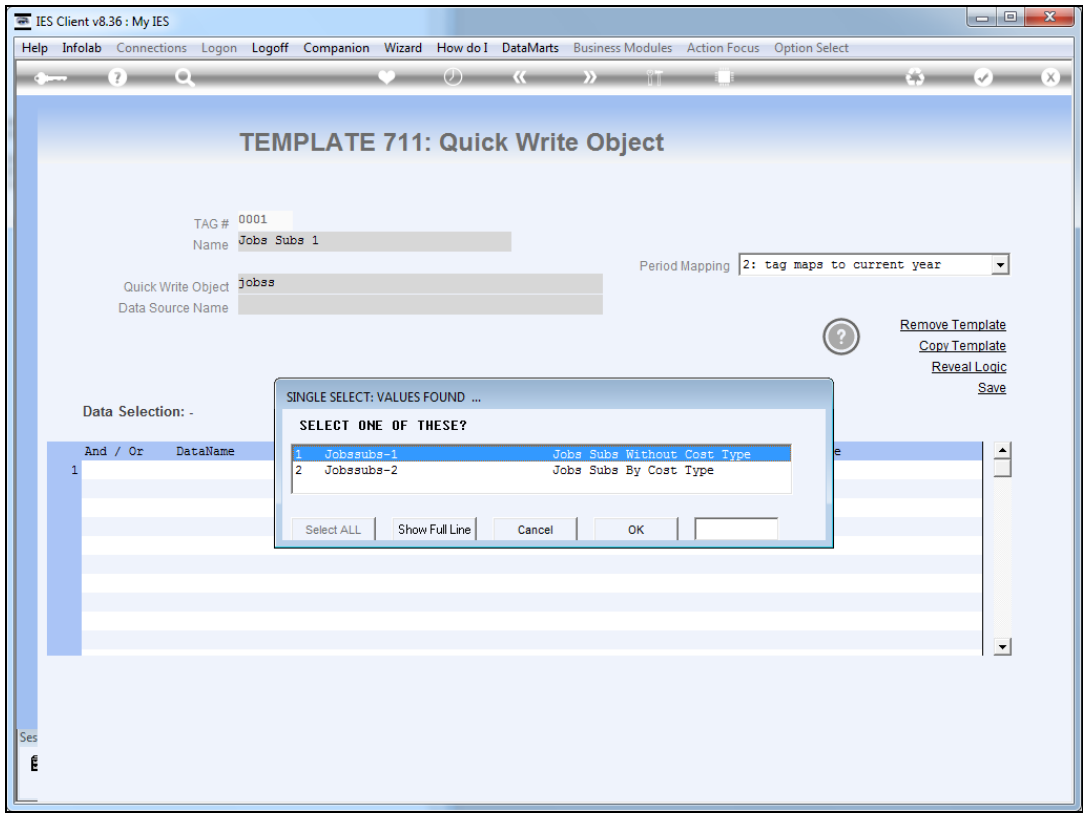 IES Client v8.36 : My IES
Help Infolab Connections Logon Logoff Companion Wizard How do I DataMarts Business Modules Action Focus Option Select
TEMPLATE 711: Quick Write Object
TAG # 0001
Name Jobs Subs 1
Period Mapping 2: tag maps to current year
Quick Write Object jobss
Data Source Name
Remove Template
Copy Template
Reveal Logic
Save
Data Selection: -
And / Or DataName e
1
SINGLE SELECT: VALUES FOUND ...
SELECT ONE OF THESE?
1 Jobssubs-1 Jobs Subs Without Cost Type
2 Jobssubs-2 Jobs Subs By Cost Type
Select ALL Show Full Line Cancel OK
Ses